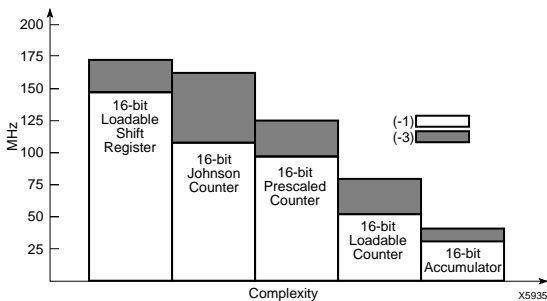 200
175
150
125
100
75
50
25
MHz
16-bit
Loadable
Shift
Register
16-bit
Johnson
Counter
16-bit
Prescaled
Counter
16-bit
Loadable
Counter
16-bit
Accumulator
(-1)
(-3)
Complexity
X5935